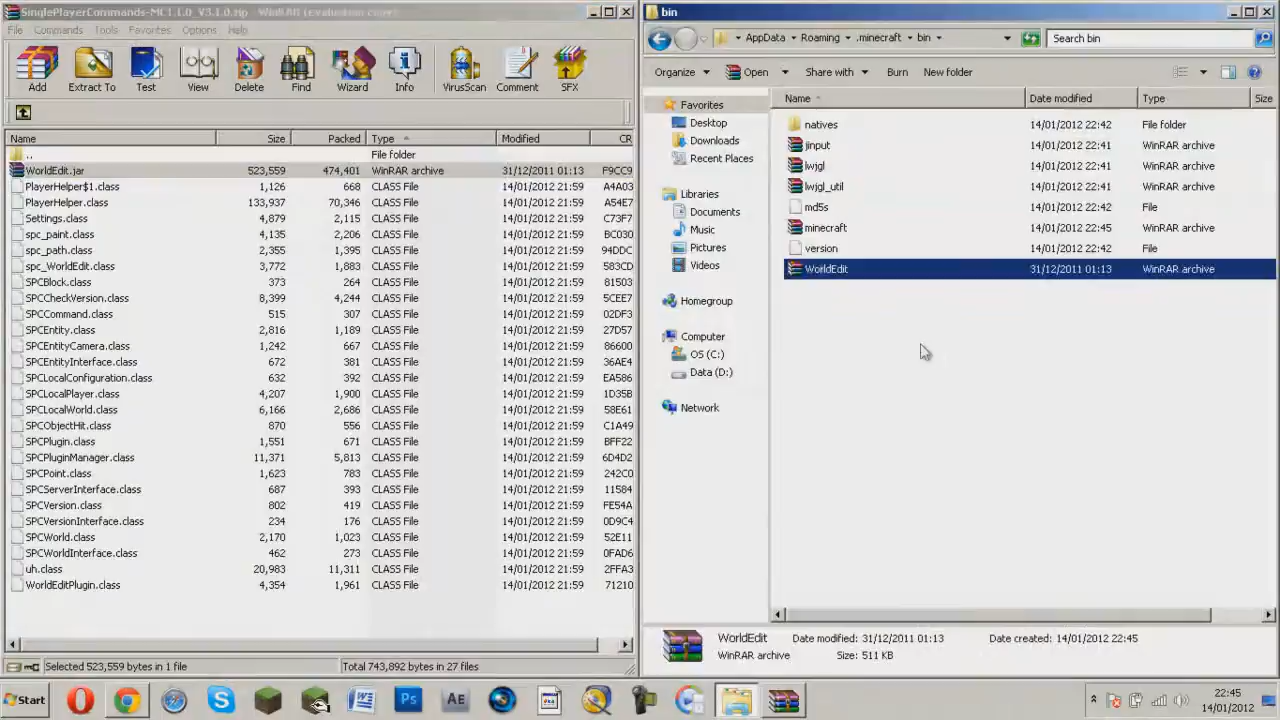 SinglePlayerCommands-MC1.1.0_V3.1.0.zip - WinRAR (evaluation copy)
File Commands Tools Favorites Options Help
Add Extract To Test View Delete Find Wizard Info VirusScan Comment SFX
Name Size Packed Type Modified CR
.. File folder
WorldEdit.jar 523,559 474,401 WinRAR archive 31/12/2011 01:13 F9CC9
PlayerHelper$1.class 1,126 668 CLASS File 14/01/2012 21:59 A4A03
PlayerHelper.class 133,937 70,346 CLASS File 14/01/2012 21:59 A54E7
Settings.class 4,879 2,115 CLASS File 14/01/2012 21:59 C73F7
spc_paint.class 4,135 2,206 CLASS File 14/01/2012 21:59 BC030
spc_path.class 2,355 1,395 CLASS File 14/01/2012 21:59 94DDC
spc_WorldEdit.class 3,772 1,883 CLASS File 14/01/2012 21:59 583CD
SPCBlock.class 373 264 CLASS File 14/01/2012 21:59 81503
SPCCheckVersion.class 8,399 4,244 CLASS File 14/01/2012 21:59 5CEE7
SPCCommand.class 515 307 CLASS File 14/01/2012 21:59 02DF3
SPCEntity.class 2,816 1,189 CLASS File 14/01/2012 21:59 27D57
SPCEntityCamera.class 1,242 667 CLASS File 14/01/2012 21:59 86600
SPCEntityInterface.class 672 381 CLASS File 14/01/2012 21:59 36AE4
SPCLocalConfiguration.class 632 392 CLASS File 14/01/2012 21:59 EA586
SPCLocalPlayer.class 4,207 1,900 CLASS File 14/01/2012 21:59 1D35B
SPCLocalWorld.class 6,166 2,686 CLASS File 14/01/2012 21:59 58E61
SPCObjectHit.class 870 556 CLASS File 14/01/2012 21:59 C1A49
SPCPlugin.class 1,551 671 CLASS File 14/01/2012 21:59 BFF22
SPCPluginManager.class 11,371 5,813 CLASS File 14/01/2012 21:59 6D4D2
SPCPoint.class 1,623 783 CLASS File 14/01/2012 21:59 242C0
SPCServerInterface.class 687 393 CLASS File 14/01/2012 21:59 11584
SPCVersion.class 802 419 CLASS File 14/01/2012 21:59 FE54A
SPCVersionInterface.class 234 176 CLASS File 14/01/2012 21:59 0D9C4
SPCWorld.class 2,170 1,023 CLASS File 14/01/2012 21:59 52E11
SPCWorldInterface.class 462 273 CLASS File 14/01/2012 21:59 0FAD6
uh.class 20,983 11,311 CLASS File 14/01/2012 21:59 2FFA3
WorldEditPlugin.class 4,354 1,961 CLASS File 14/01/2012 21:59 71210
Selected 523,559 bytes in 1 file Total 743,892 bytes in 27 files
bin
AppData Roaming .minecraft bin Search bin
Organize Open Share with Burn New folder
Favorites
Desktop
Downloads
Recent Places
Libraries
Documents
Music
Pictures
Videos
Homegroup
Computer
OS (C:)
Data (D:)
Network
Name Date modified Type Size
natives 14/01/2012 22:42 File folder
jinput 14/01/2012 22:41 WinRAR archive
lwjgl 14/01/2012 22:41 WinRAR archive
lwjgl_util 14/01/2012 22:41 WinRAR archive
md5s 14/01/2012 22:42 File
minecraft 14/01/2012 22:45 WinRAR archive
version 14/01/2012 22:42 File
WorldEdit 31/12/2011 01:13 WinRAR archive
WorldEdit Date modified: 31/12/2011 01:13 Date created: 14/01/2012 22:45
WinRAR archive Size: 511 KB
Start Ps AE 22:45
14/01/2012